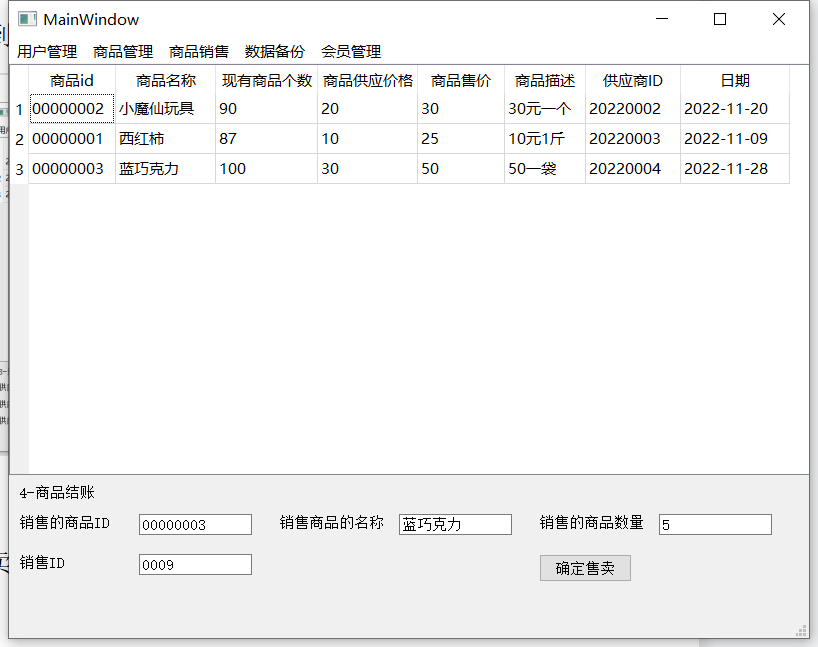 MainWindow
用户管理 商品管理 商品销售 数据备份 会员管理
商品id 商品名称 现有商品个数 商品供应价格 商品售价 商品描述 供应商ID 日期
1 00000002 小魔仙玩具 90 20 30 30元一个 20220002 2022-11-20
2 00000001 西红柿 87 10 25 10元1斤 20220003 2022-11-09
3 00000003 蓝巧克力 100 30 50 50一袋 20220004 2022-11-28
4-商品结账
销售的商品ID 00000003 销售商品的名称 蓝巧克力 销售的商品数量 5
销售ID 0009 确定售卖